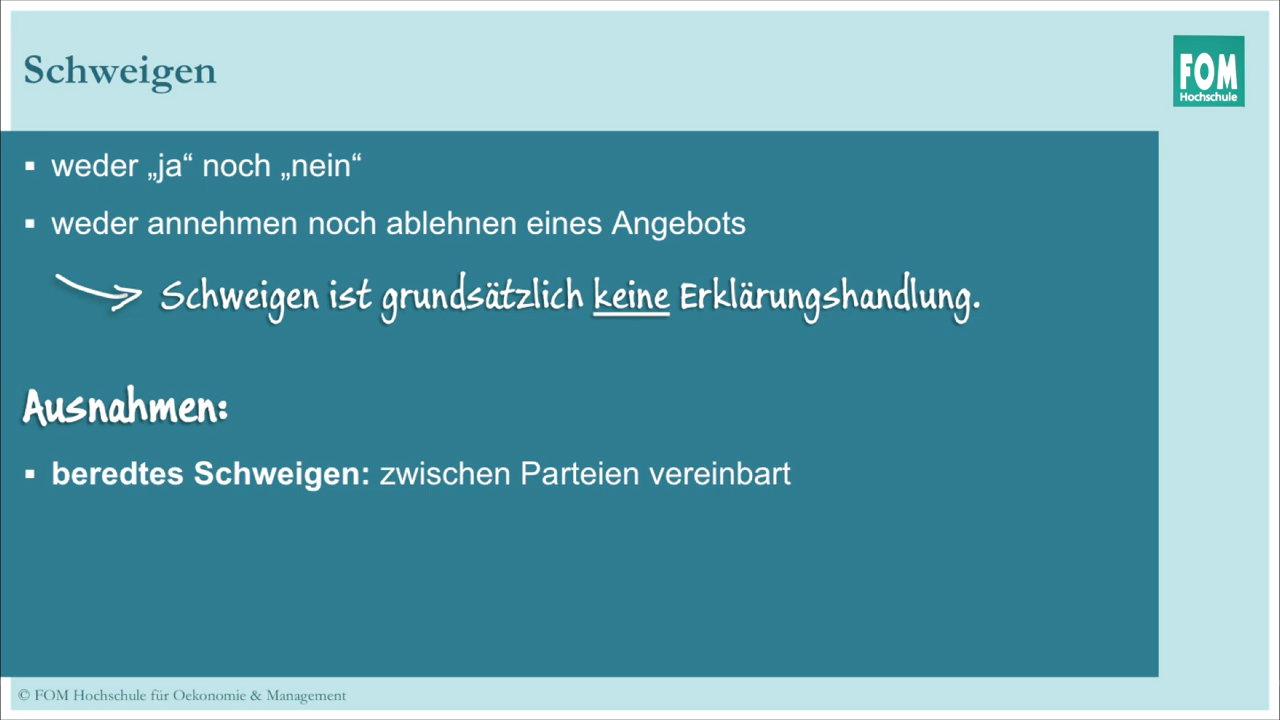 Schweigen
FOM
Hochschule
▪ weder „ja“ noch „nein“
▪ weder annehmen noch ablehnen eines Angebots
Schweigen ist grundsätzlich keine Erklärungshandlung.
Ausnahmen:
▪ beredtes Schweigen: zwischen Parteien vereinbart
© FOM Hochschule für Oekonomie & Management